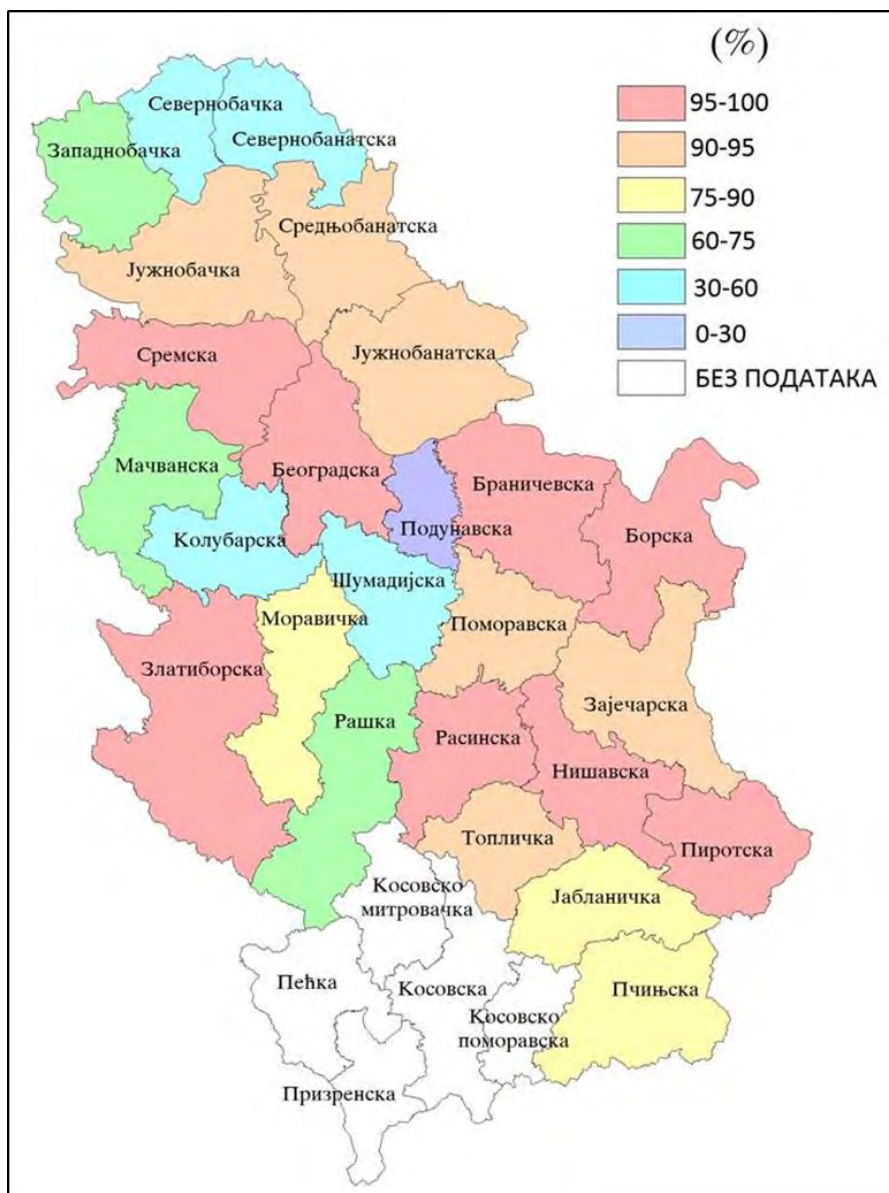 (%)
95-100
90-95
75-90
60-75
30-60
0-30
БЕЗ ПОДАТАКА
Севернобачка
Севернобанатска
Западнобачка
Средњобанатска
Јужнобачка
Сремска
Јужнобанатска
Мачванска
Београдска
Браничевска
Подунавска
Борска
Колубарска
Шумадијска
Моравичка
Поморавска
Златиборска
Зајечарска
Рашка
Расинска
Нишавска
Топличка
Пиротска
Косовско
митровачка
Јабланичка
Пећка
Косовска
Пчињска
Косовско
поморавска
Призренска